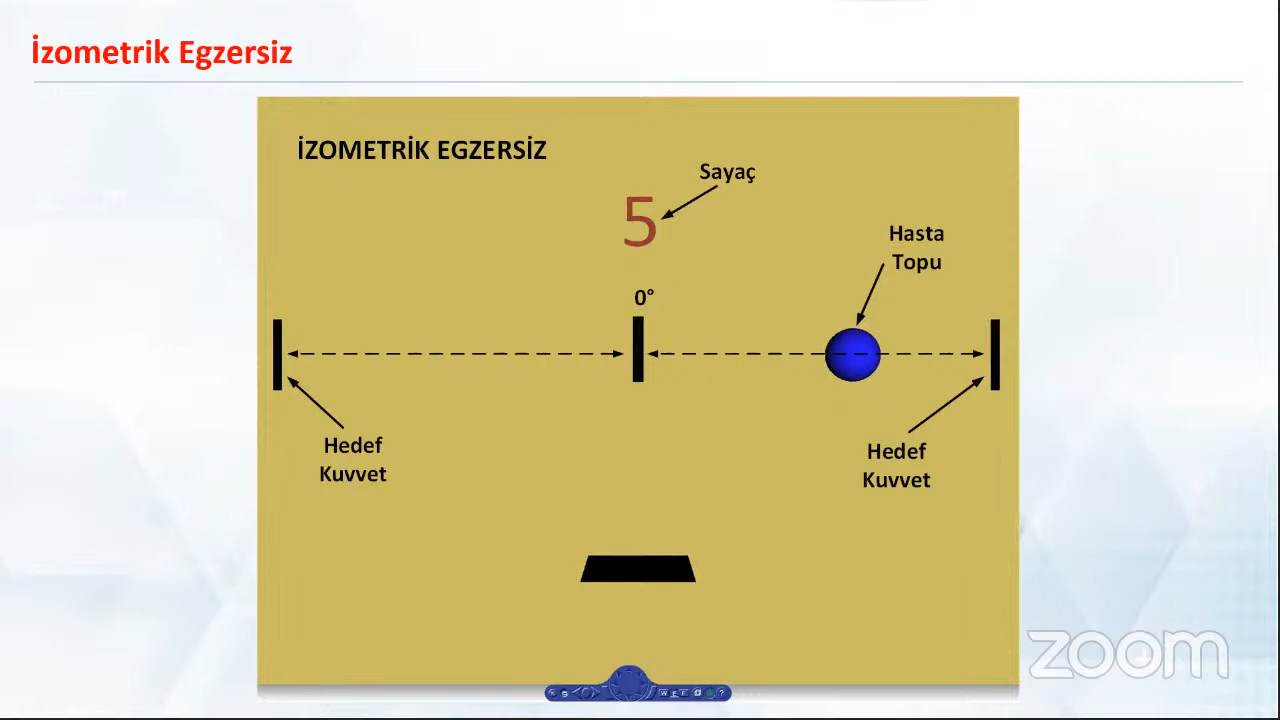 İzometrik Egzersiz
İZOMETRİK EGZERSİZ
Sayaç
5
Hasta
Topu
0°
Hedef
Kuvvet
Hedef
Kuvvet
zoom